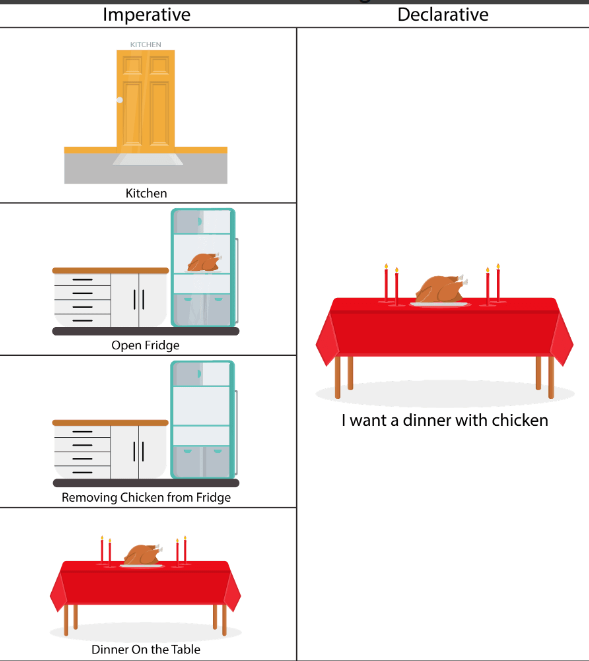 Imperative
Declarative
KITCHEN
Kitchen
Open Fridge
Removing Chicken from Fridge
Dinner On the Table
I want a dinner with chicken